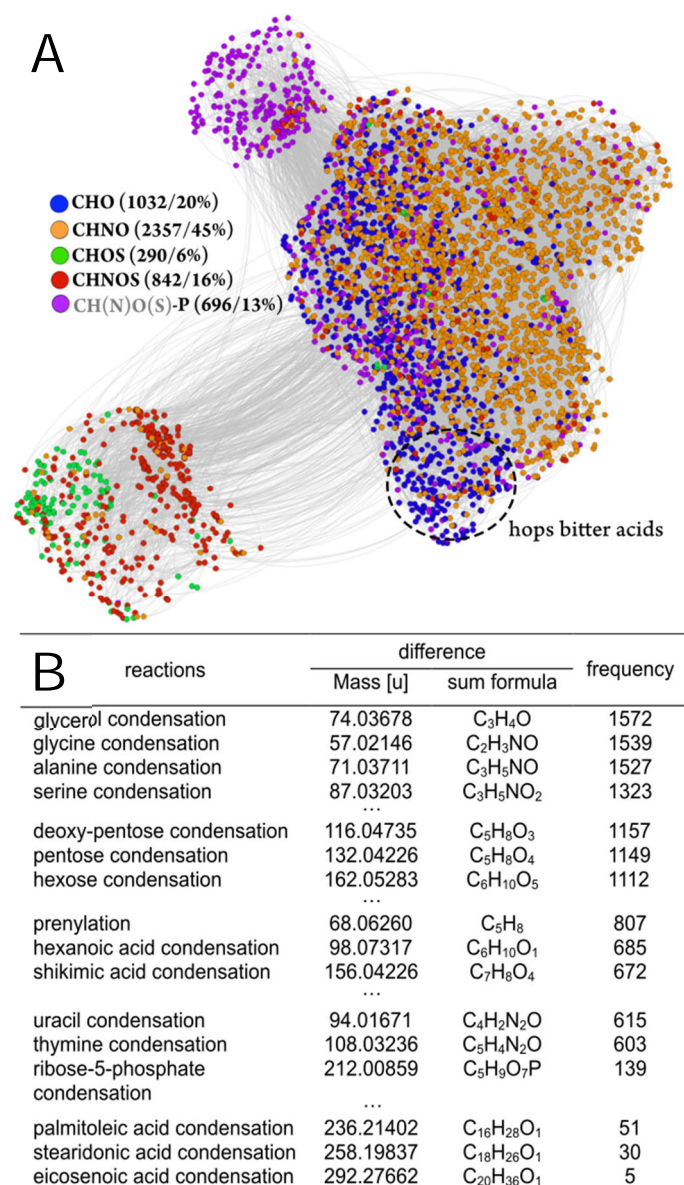 A
CHO (1032/20%)
CHNO (2357/45%)
CHOS (290/6%)
CHNOS (842/16%)
CH(N)O(S)-P (696/13%)
hops bitter acids
B
reactions difference frequency
Mass [u] sum formula
glycerol condensation 74.03678 C₃H₄O 1572
glycine condensation 57.02146 C₂H₃NO 1539
alanine condensation 71.03711 C₃H₅NO 1527
serine condensation 87.03203 C₃H₅NO₂ 1323
...
deoxy-pentose condensation 116.04735 C₅H₈O₃ 1157
pentose condensation 132.04226 C₅H₈O₄ 1149
hexose condensation 162.05283 C₆H₁₀O₅ 1112
...
prenylation 68.06260 C₅H₈ 807
hexanoic acid condensation 98.07317 C₆H₁₀O₁ 685
shikimic acid condensation 156.04226 C₇H₈O₄ 672
...
uracil condensation 94.01671 C₄H₂N₂O 615
thymine condensation 108.03236 C₅H₄N₂O 603
ribose-5-phosphate 212.00859 C₅H₉O₇P 139
condensation
...
palmitoleic acid condensation 236.21402 C₁₆H₂₈O₁ 51
stearidonic acid condensation 258.19837 C₁₈H₂₆O₁ 30
eicosenoic acid condensation 292.27662 C₂₀H₃₆O₁ 5